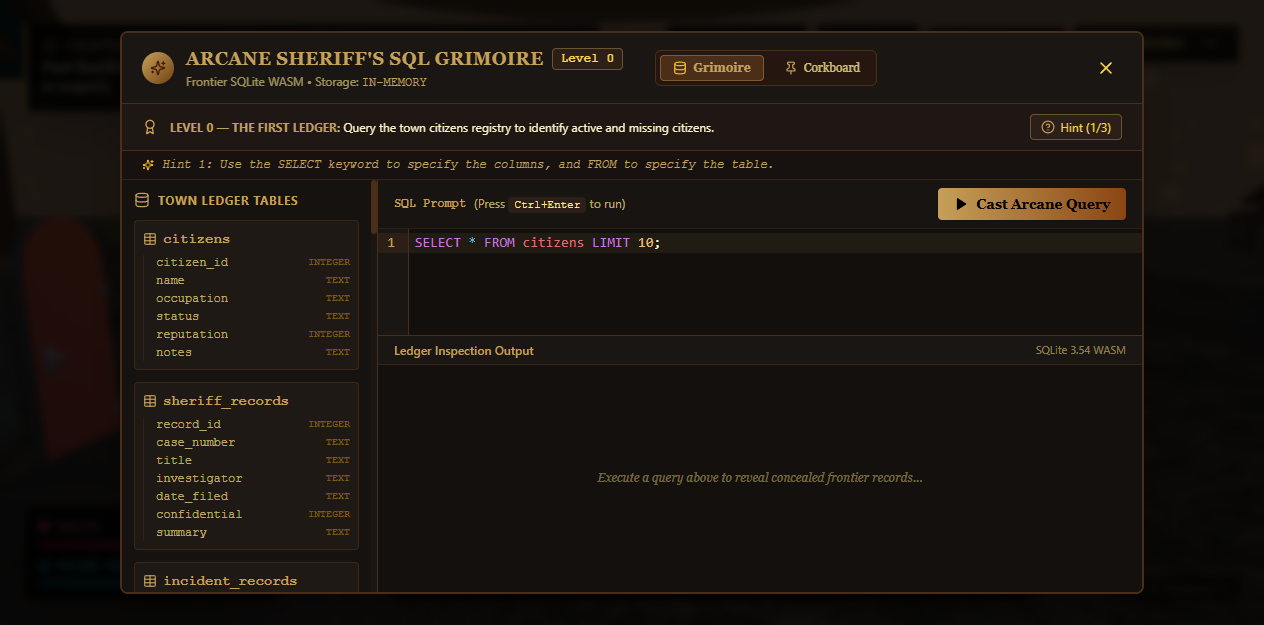 ARCANE SHERIFF'S SQL GRIMOIRE Level 0
Frontier SQLite WASM • Storage: IN-MEMORY
Grimoire
Corkboard
LEVEL 0 — THE FIRST LEDGER: Query the town citizens registry to identify active and missing citizens.
Hint (1/3)
Hint 1: Use the SELECT keyword to specify the columns, and FROM to specify the table.
TOWN LEDGER TABLES
citizens
citizen_id INTEGER
name TEXT
occupation TEXT
status TEXT
reputation INTEGER
notes TEXT
sheriff_records
record_id INTEGER
case_number TEXT
title TEXT
investigator TEXT
date_filed TEXT
confidential INTEGER
summary TEXT
incident_records
SQL Prompt (Press Ctrl+Enter to run)
Cast Arcane Query
1 SELECT * FROM citizens LIMIT 10;
Ledger Inspection Output
SQLite 3.54 WASM
Execute a query above to reveal concealed frontier records...